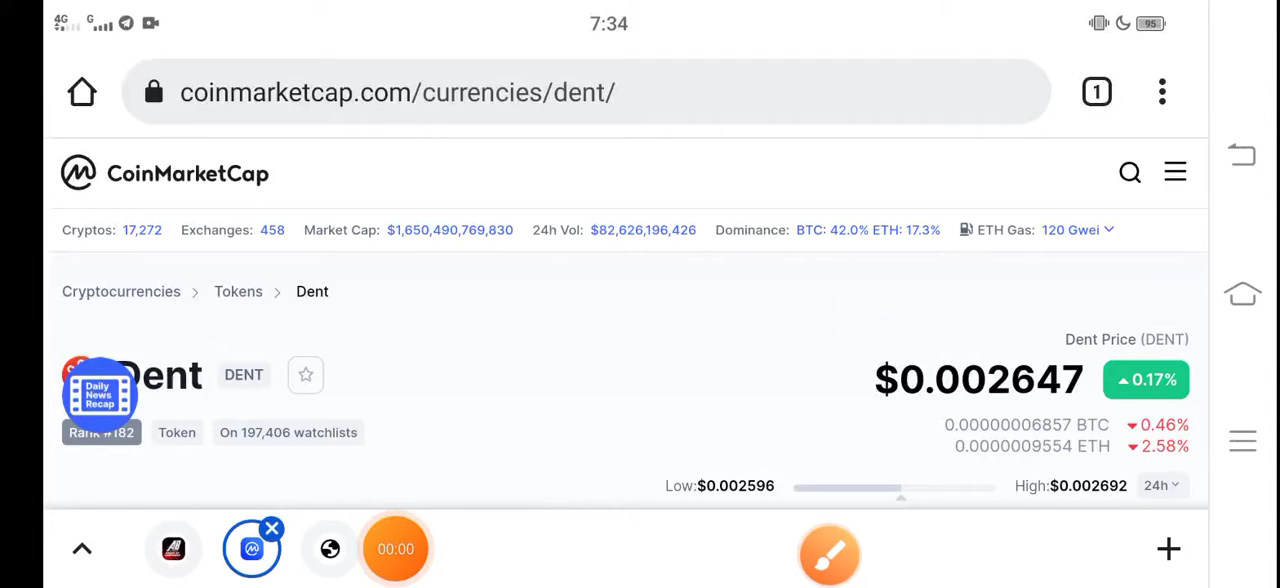 4G G 7:34 95
coinmarketcap.com/currencies/dent/ 1
CoinMarketCap
Cryptos: 17,272 Exchanges: 458 Market Cap: $1,650,490,769,830 24h Vol: $82,626,196,426 Dominance: BTC: 42.0% ETH: 17.3% ETH Gas: 120 Gwei
Cryptocurrencies > Tokens > Dent
Dent Price (DENT)
Dent DENT $0.002647 0.17%
Daily
News
Recap
0.00000006857 BTC 0.46%
Rank #182 Token On 197,406 watchlists
0.0000009554 ETH 2.58%
Low:$0.002596 High:$0.002692 24h
00:00